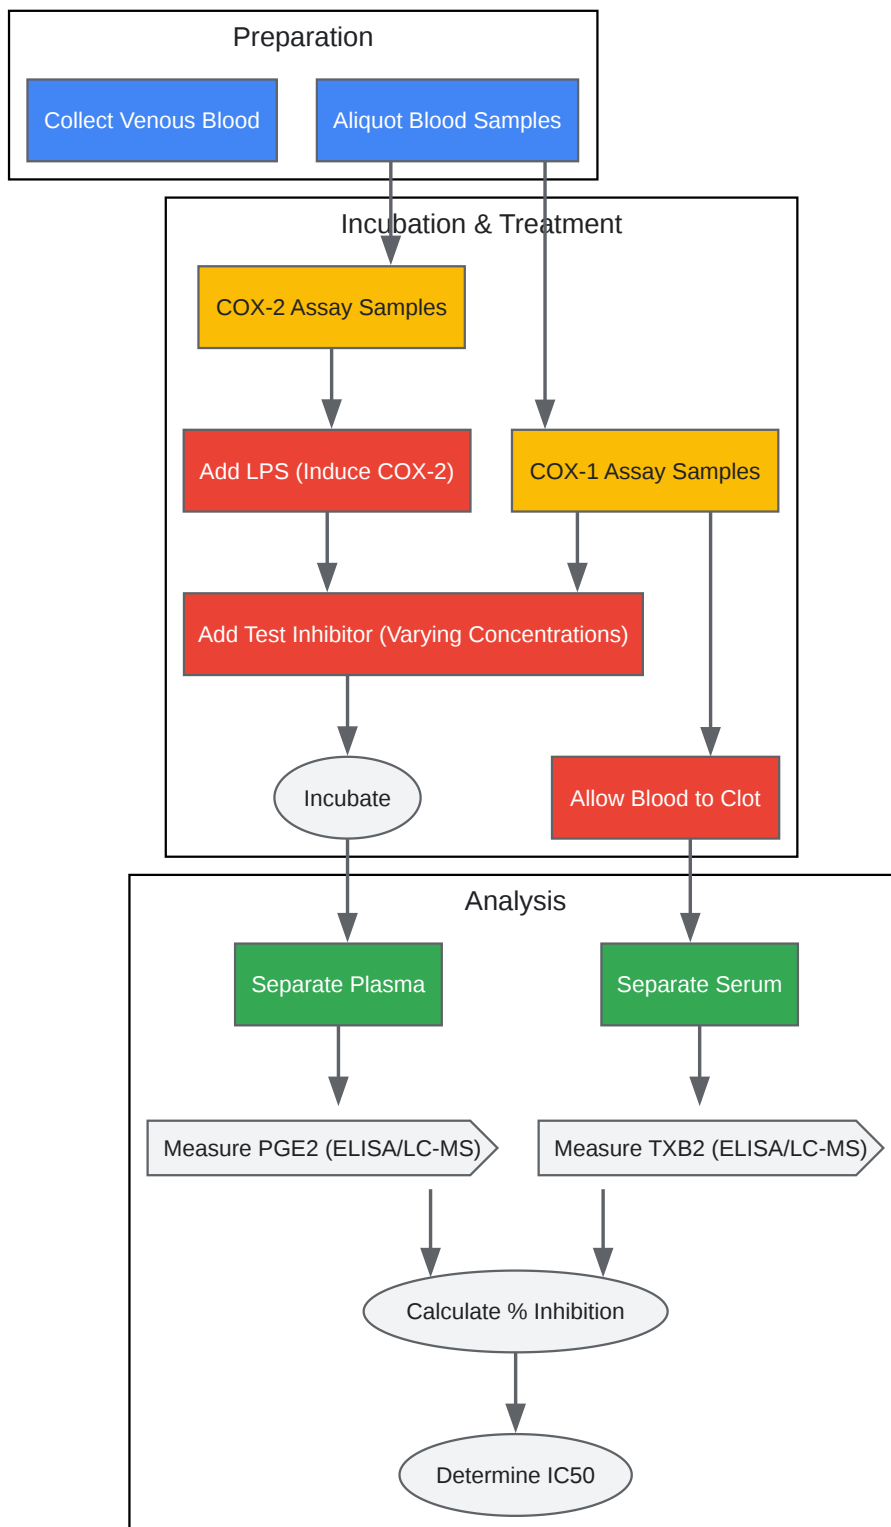 Preparation
Collect Venous Blood
Aliquot Blood Samples
Incubation & Treatment
COX-2 Assay Samples
Add LPS (Induce COX-2)
COX-1 Assay Samples
Add Test Inhibitor (Varying Concentrations)
Incubate
Allow Blood to Clot
Analysis
Separate Plasma
Separate Serum
Measure PGE2 (ELISA/LC-MS)
Measure TXB2 (ELISA/LC-MS)
Calculate % Inhibition
Determine IC50